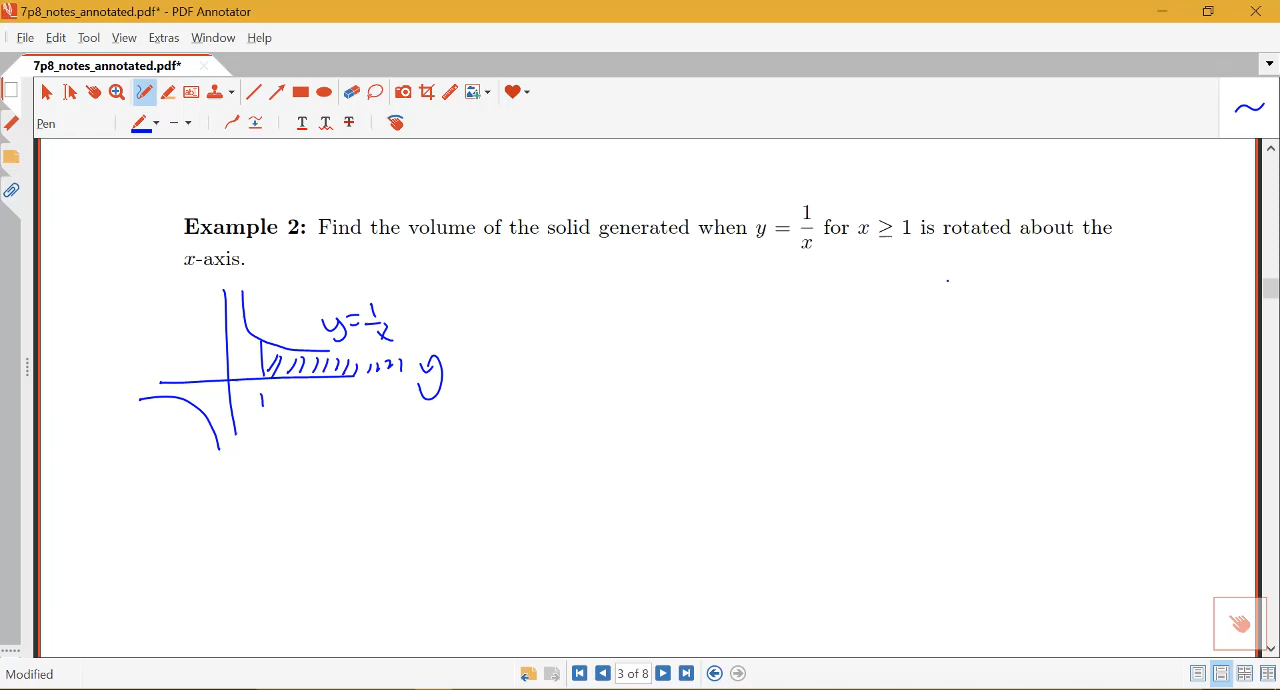 7p8_notes_annotated.pdf* - PDF Annotator
File Edit Tool View Extras Window Help
7p8_notes_annotated.pdf*
Pen
Example 2: Find the volume of the solid generated when y = 1/x for x ≥ 1 is rotated about the
x-axis.
y = 1/x
1
Modified
3 of 8